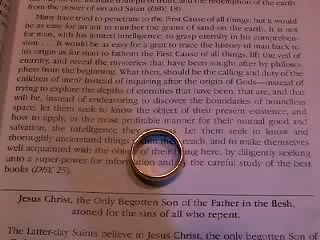 from the power of sin and Satan (DBY, 18)
Many have tried to penetrate to the First Cause of all things; but it would
be as easy for an ant to number the grains of sand on the earth. It is not
for man, with his limited intelligence, to grasp eternity in his comprehen-
sion . . . . It would be as easy for a gnat to trace the history of man back to
his origin as for man to fathom the First Cause of all things, lift the veil of
eternity, and reveal the mysteries that have been sought after by philoso-
phers from the beginning. What then, should be the calling and duty of the
children of men? Instead of inquiring after the origin of Gods—instead of
trying to explore the depths of eternities that have been, that are, and that
will be, instead of endeavoring to discover the boundaries of boundless
space, let them seek to know the object of their present existence, and
how to apply, in the most profitable manner for their mutual good and
salvation, the intelligence they Let them seek to know and
thoroughly understand things within their reach, and to make themselves
well acquainted with the object of their being here, by diligently seeking
unto a super-power for information and by the careful study of the best
books (DBY, 25).
Jesus Christ, the Only Begotten Son of the Father in the flesh,
atoned for the sins of all who repent.
The Latter-day Saints believe in Jesus Christ, the only